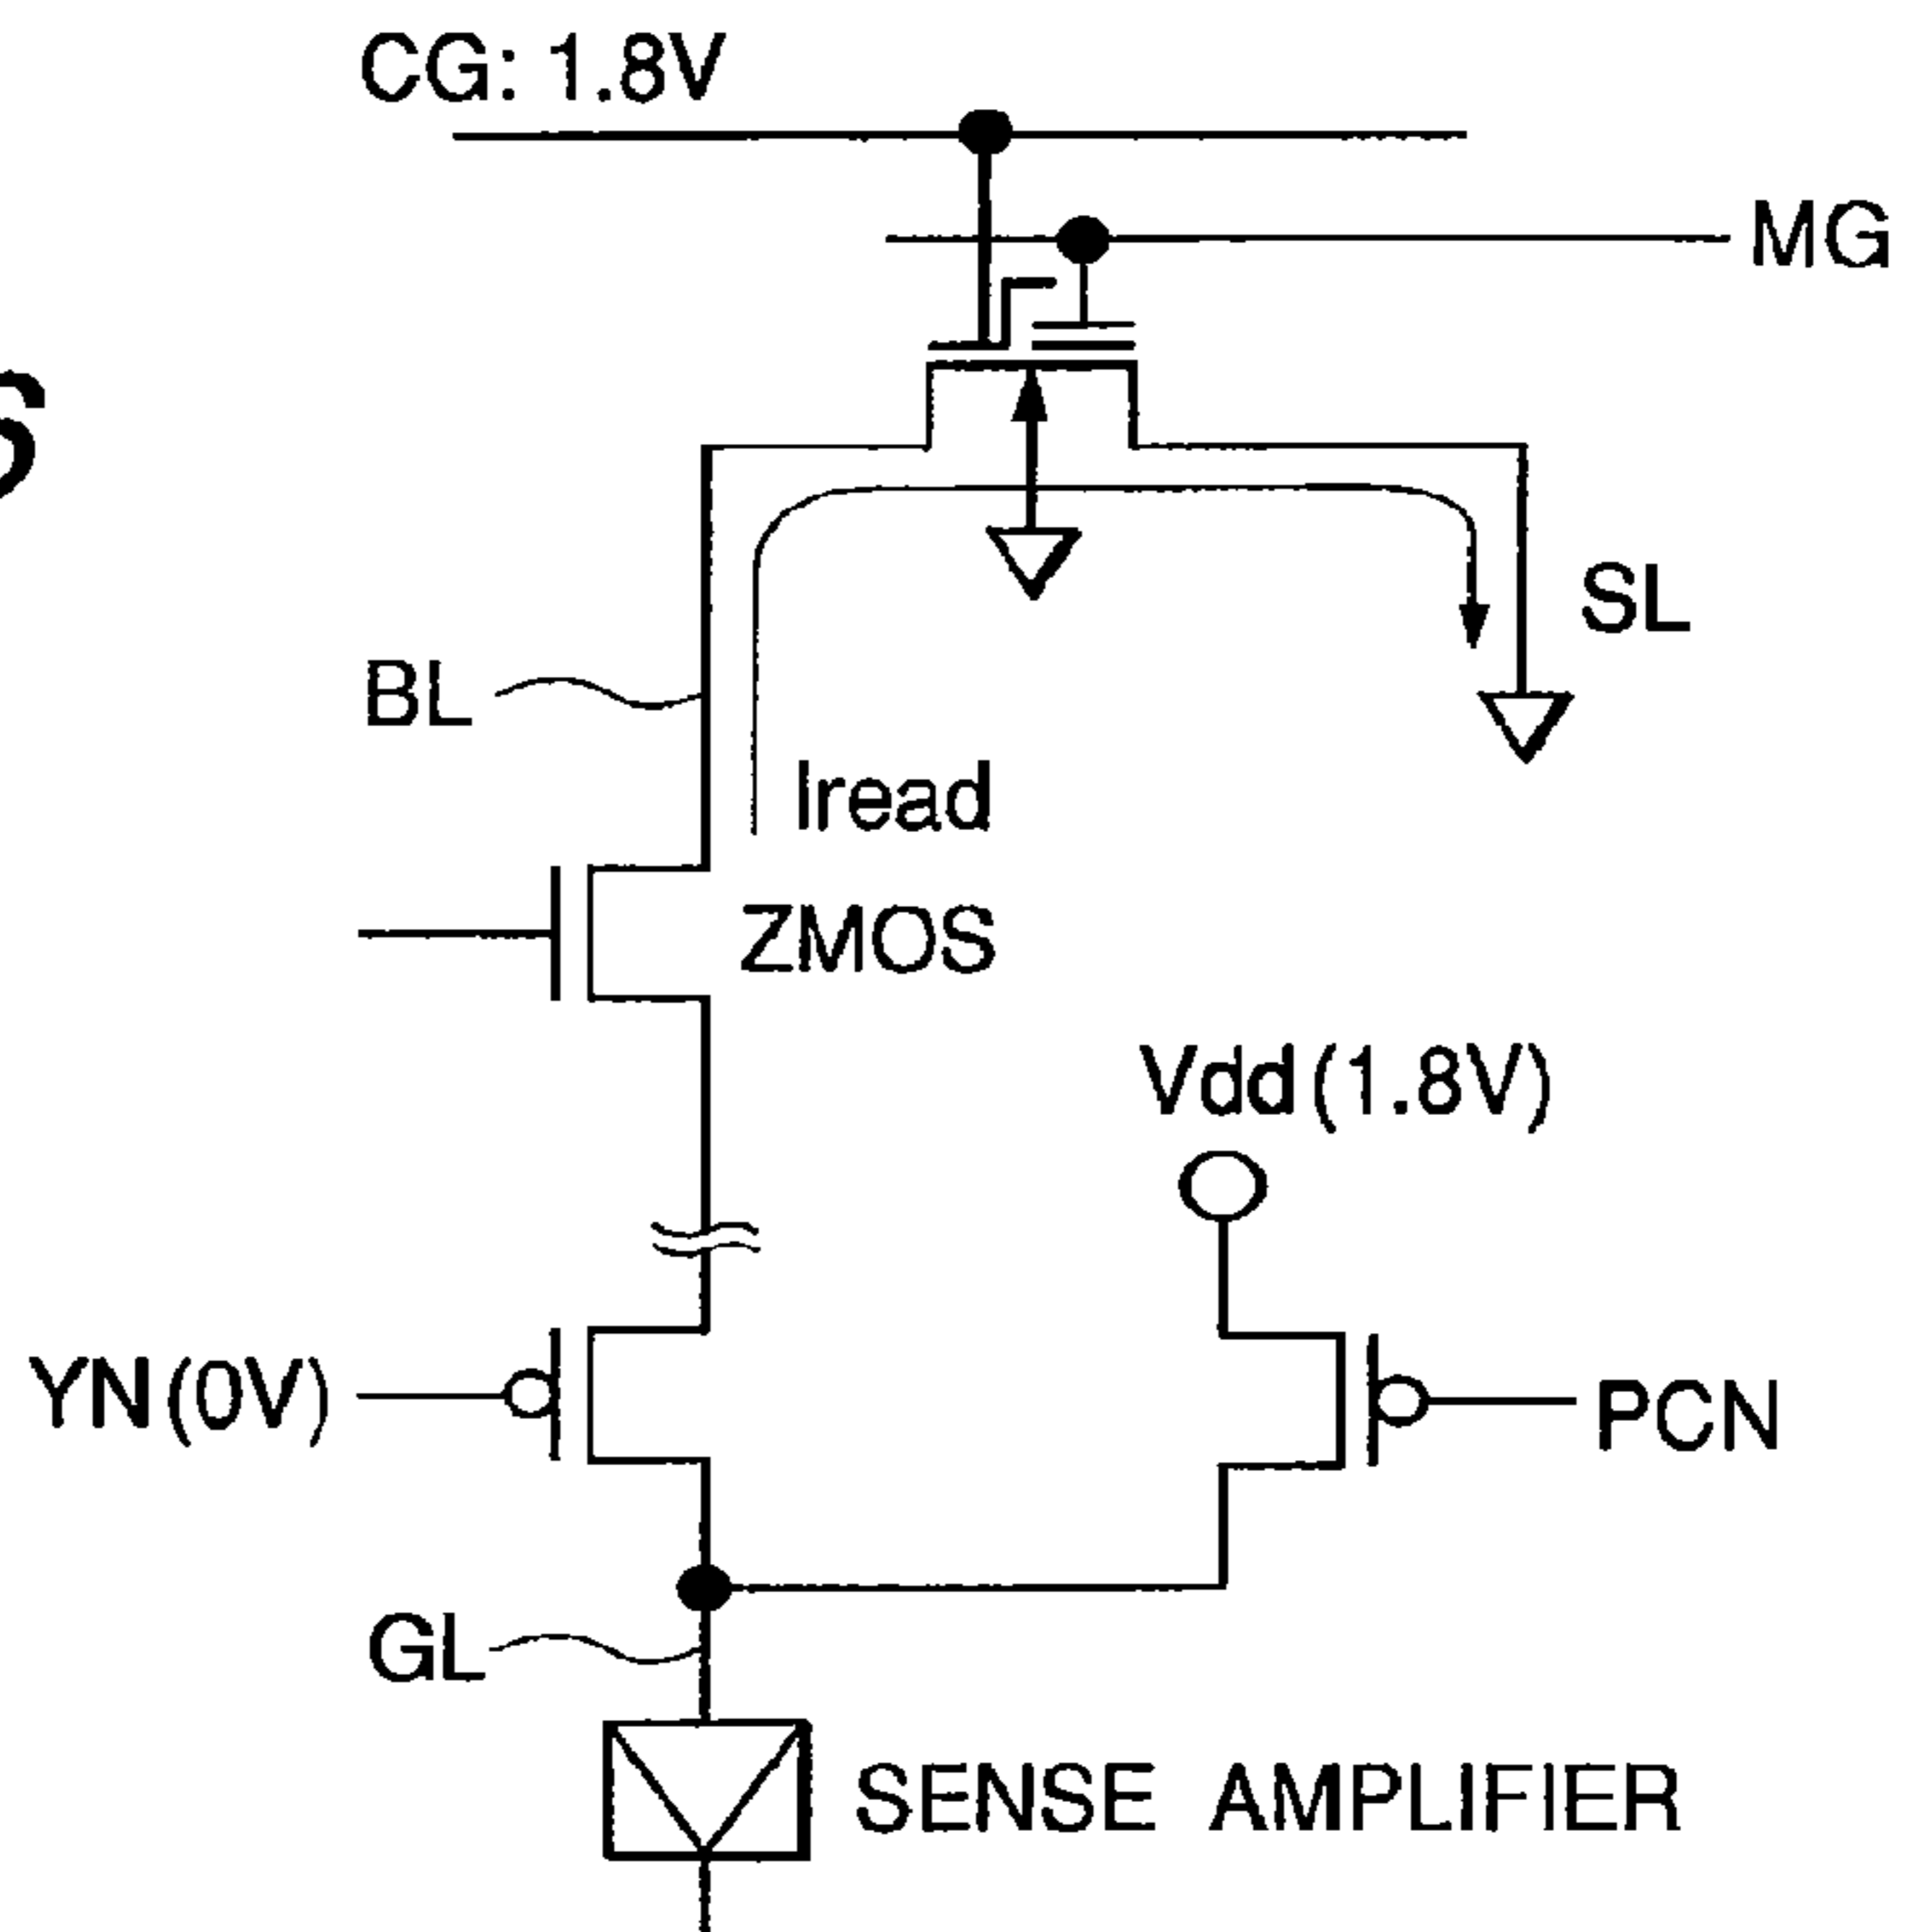 CG: 1.8V
MG
SL
BL
Iread
ZMOS
Vdd(1.8V)
YN(0V)
PCN
GL
SENSE AMPLIFIER